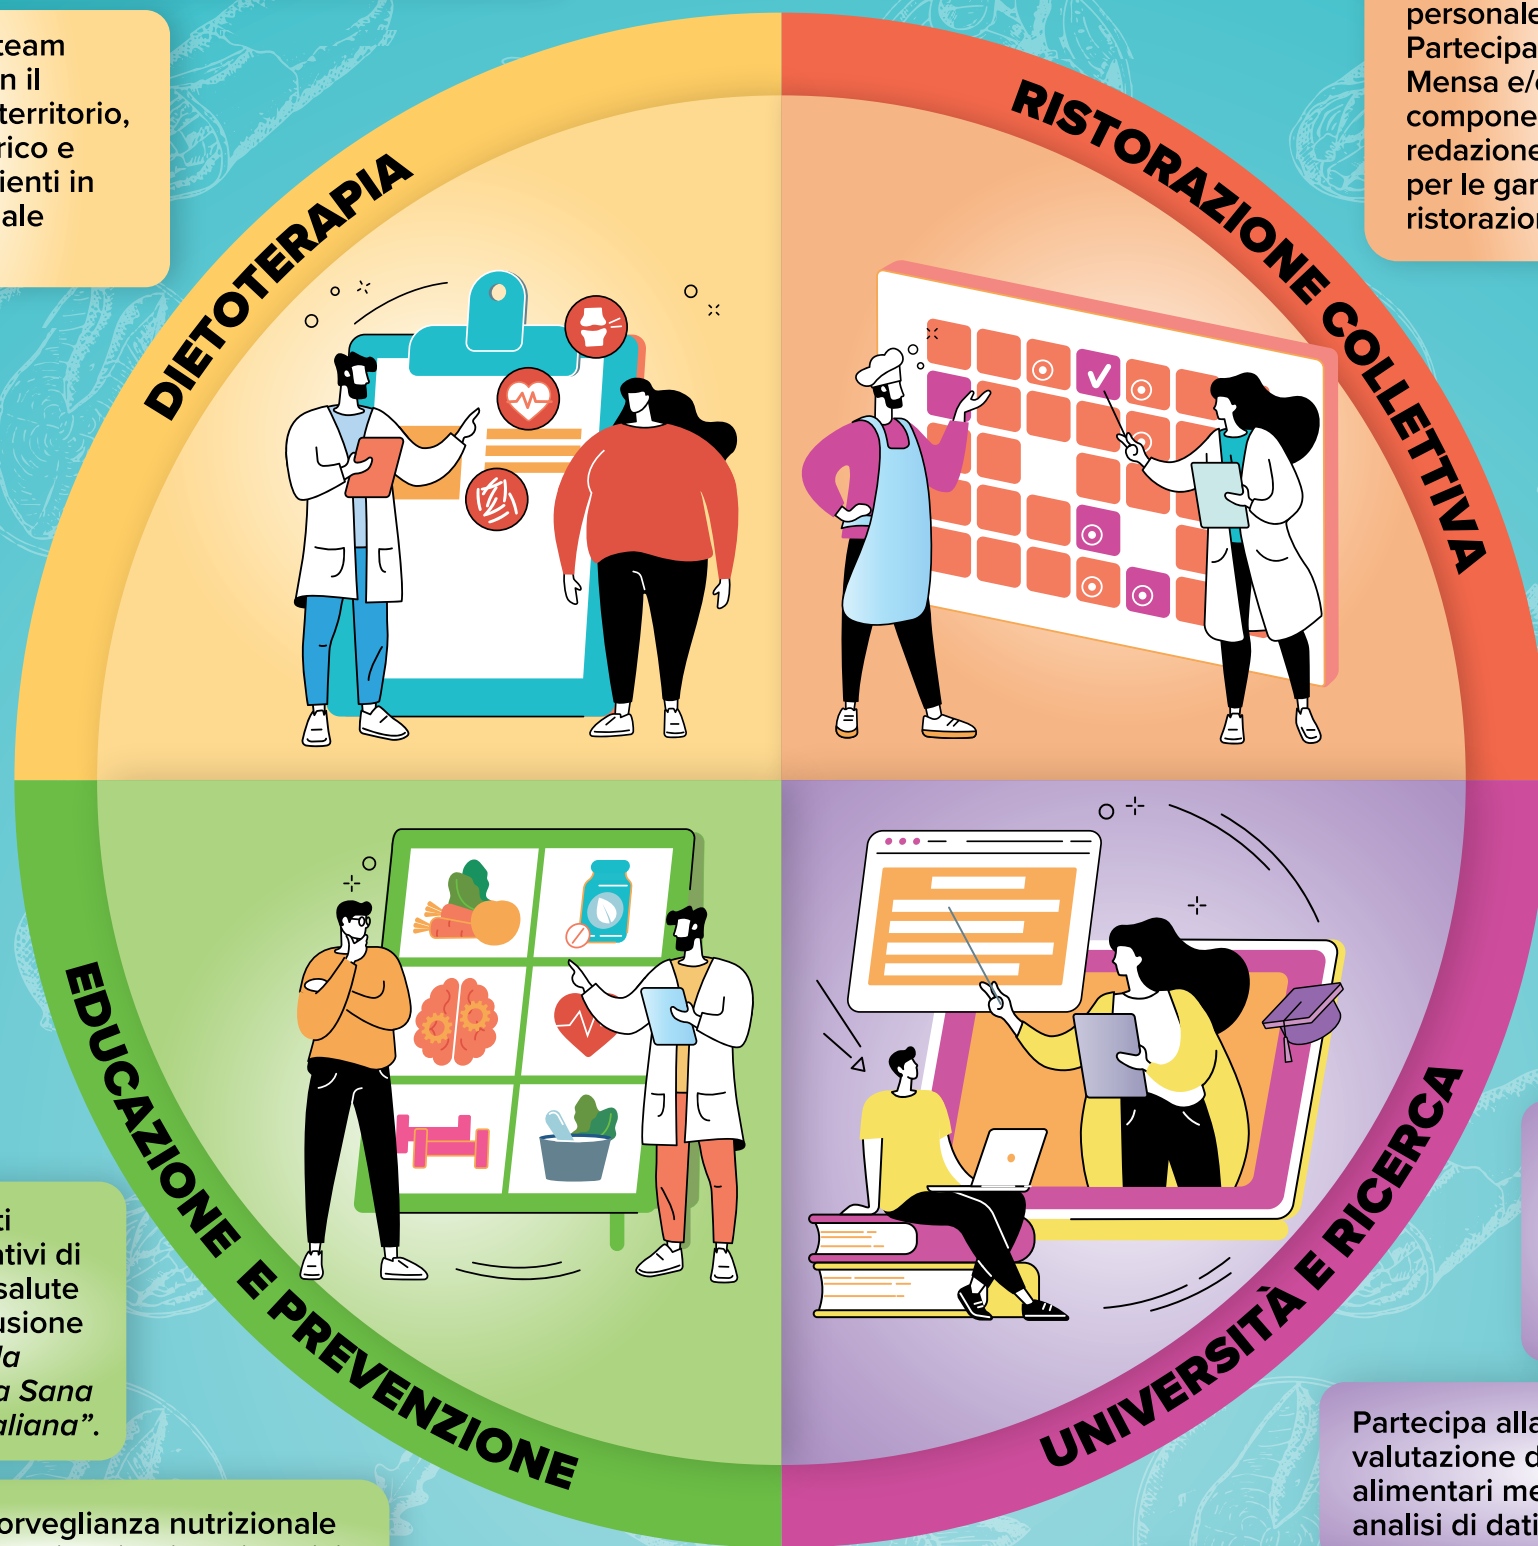 team
n il
territorio,
rico e
ienti in
ale
personale
Partecipa
Mensa e/
compone
redazione
per le gar
ristorazion
DIETOTERAPIA
RISTORAZIONE COLLETTIVA
EDUCAZIONE E PREVENZIONE
UNIVERSITÀ E RICERCA
ti
ativi di
salute
usione
la
a Sana
aliana".
orveglianza nutrizionale
Partecipa alla
valutazione d
alimentari me
analisi di dati